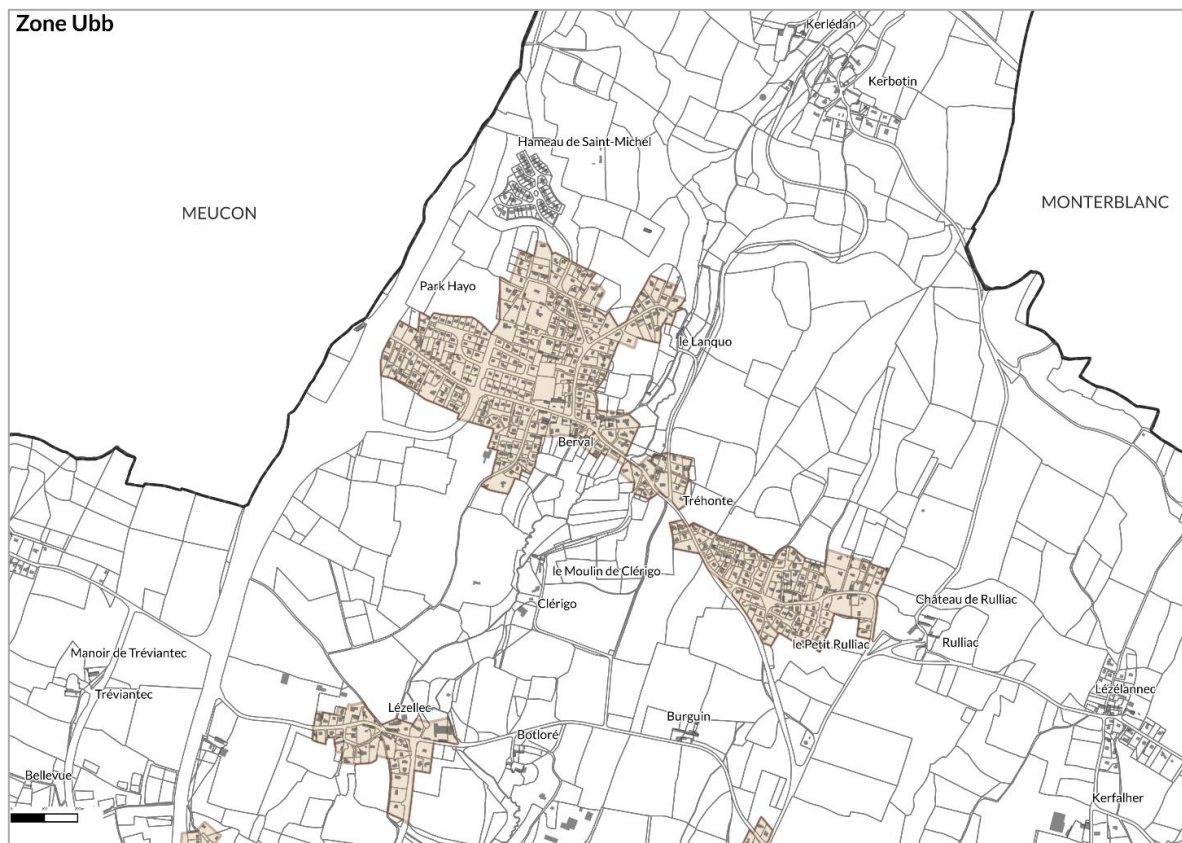 Zone Ubb
Kerlédan
Kerbotin
Hameau de Saint-Michel
MEUCON
MONTERBLANC
Park Hayo
le Lanquo
Berval
Tréhonte
le Moulin de Clérigo
Clérigo
Château de Rulliac
le Petit Rulliac
Rulliac
Manoir de Tréviantec
Tréviantec
Lézellec
Lézélannec
Burguin
Botloré
Bellevue
Kerfalher